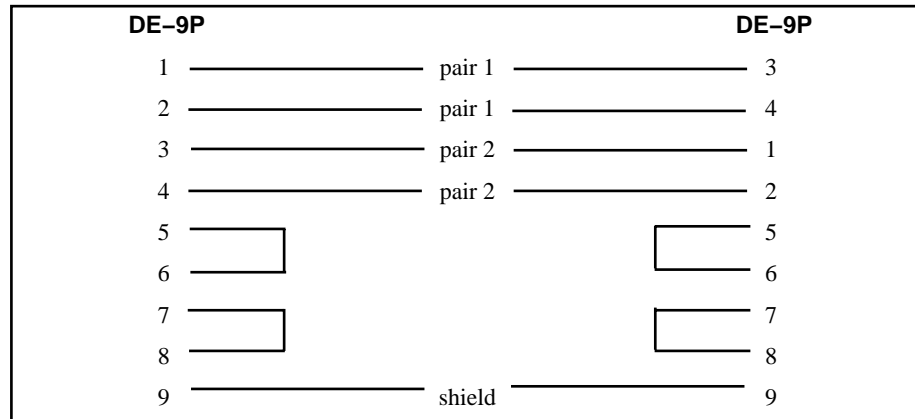 DE−9P DE−9P
1 pair 1 3
2 pair 1 4
3 pair 2 1
4 pair 2 2
5 5
6 6
7 7
8 8
9 shield 9